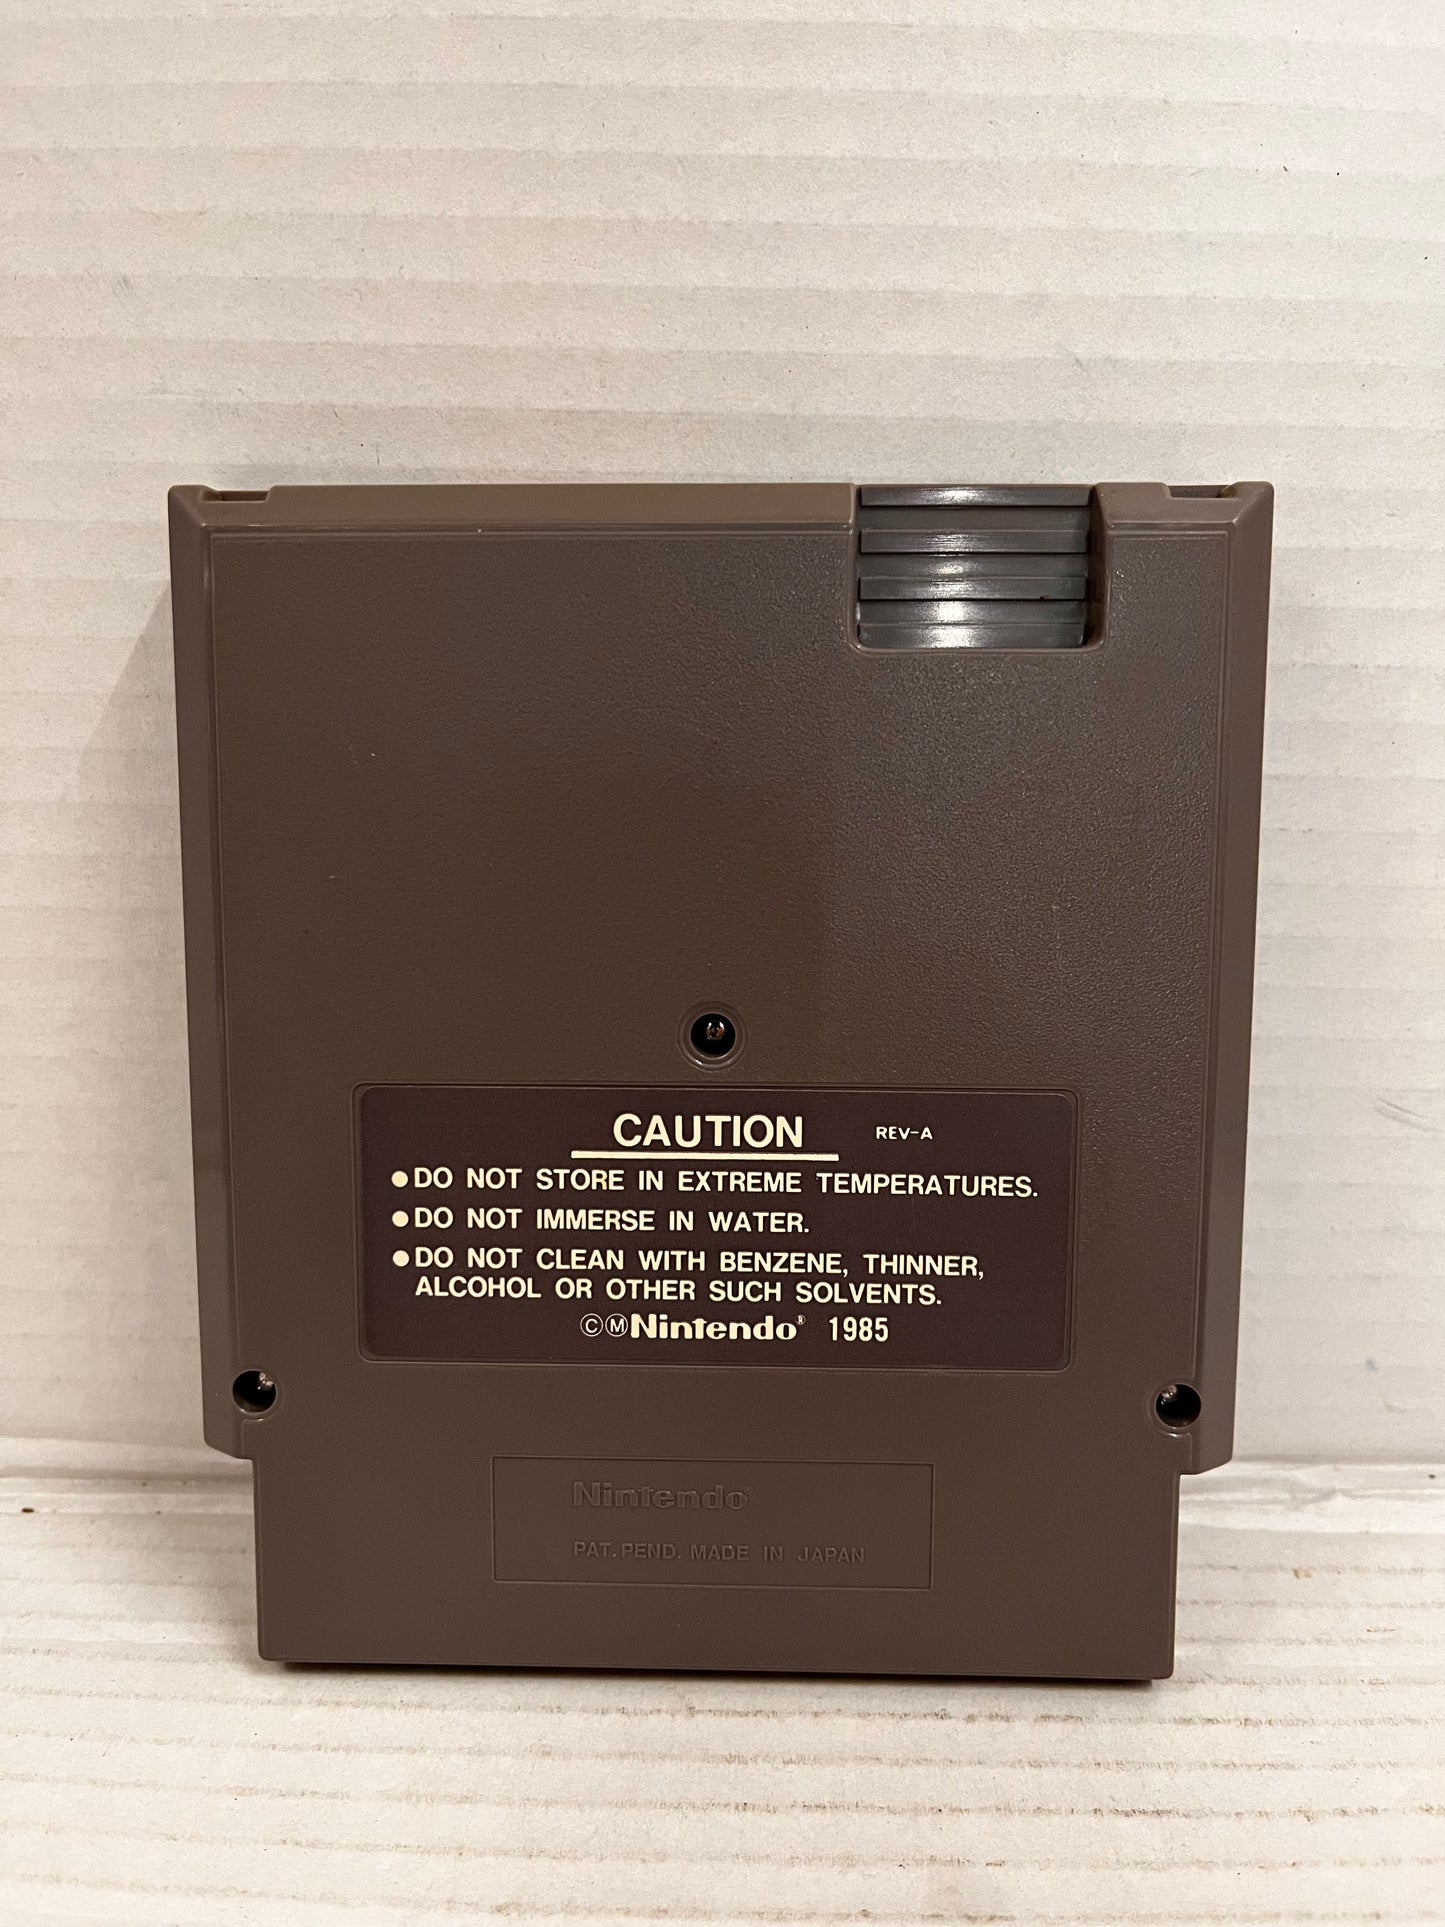 CAUTION REV-A
●DO NOT STORE IN EXTREME TEMPERATURES.
●DO NOT IMMERSE IN WATER.
●DO NOT CLEAN WITH BENZENE, THINNER,
ALCOHOL OR OTHER SUCH SOLVENTS.
ⒸⓂNintendo® 1985
Nintendo®
PAT. PEND. MADE IN JAPAN